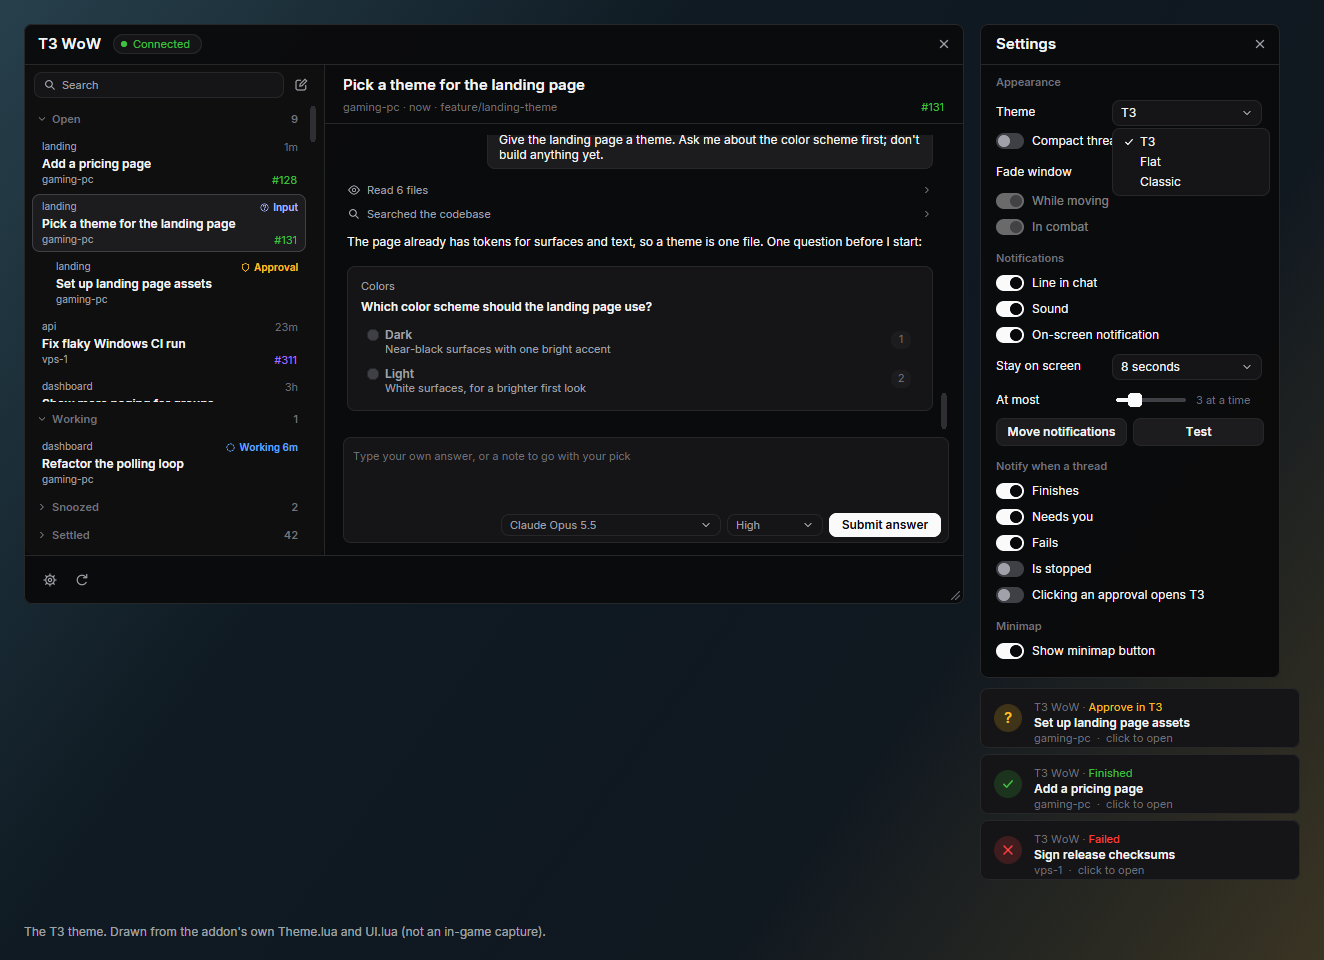 T3 WoW
Connected
Search
Open 9
landing 1m
Add a pricing page
gaming-pc #128
landing Input
Pick a theme for the landing page
gaming-pc #131
landing Approval
Set up landing page assets
gaming-pc
api 23m
Fix flaky Windows CI run
vps-1 #311
dashboard 3h
Show more paging for groups
Working 1
dashboard Working 6m
Refactor the polling loop
gaming-pc
Snoozed 2
Settled 42
Pick a theme for the landing page
gaming-pc · now · feature/landing-theme #131
Give the landing page a theme. Ask me about the color scheme first; don't
build anything yet.
Read 6 files
Searched the codebase
The page already has tokens for surfaces and text, so a theme is one file. One question before I start:
Colors
Which color scheme should the landing page use?
Dark 1
Near-black surfaces with one bright accent
Light 2
White surfaces, for a brighter first look
Type your own answer, or a note to go with your pick
Claude Opus 5.5 High Submit answer
Settings
Appearance
Theme T3
Compact threa
T3
Flat
Classic
Fade window
While moving
In combat
Notifications
Line in chat
Sound
On-screen notification
Stay on screen 8 seconds
At most 3 at a time
Move notifications Test
Notify when a thread
Finishes
Needs you
Fails
Is stopped
Clicking an approval opens T3
Minimap
Show minimap button
? T3 WoW · Approve in T3
Set up landing page assets
gaming-pc · click to open
T3 WoW · Finished
Add a pricing page
gaming-pc · click to open
T3 WoW · Failed
Sign release checksums
vps-1 · click to open
The T3 theme. Drawn from the addon's own Theme.lua and UI.lua (not an in-game capture).